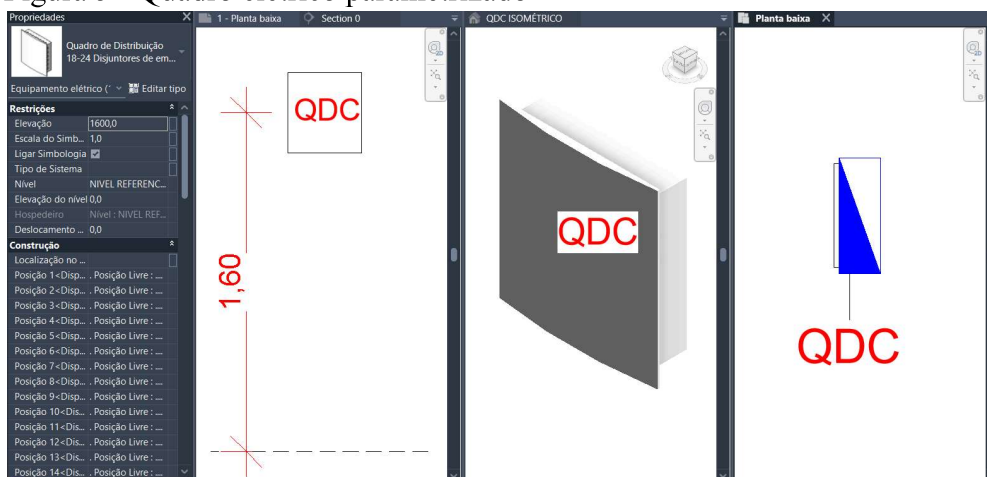 Propriedades
Quadro de Distribuição
18-24 Disjuntores de em...
Equipamento elétrico (
Editar tipo
Restrições
Elevação 1600,0
Escala do Simb... 1,0
Ligar Simbologia
Tipo de Sistema
Nível NIVEL REFERENC...
Elevação do nível 0,0
Hospedeiro Nível : NIVEL REF...
Deslocamento ... 0,0
Construção
Localização no ...
Posição 1<Disp... . Posição Livre : ...
Posição 2<Disp... . Posição Livre : ...
Posição 3<Disp... . Posição Livre : ...
Posição 4<Disp... . Posição Livre : ...
Posição 5<Disp... . Posição Livre : ...
Posição 6<Disp... . Posição Livre : ...
Posição 7<Disp... . Posição Livre : ...
Posição 8<Disp... . Posição Livre : ...
Posição 9<Disp... . Posição Livre : ...
Posição 10<Dis... . Posição Livre : ...
Posição 11<Dis... . Posição Livre : ...
Posição 12<Dis... . Posição Livre : ...
Posição 13<Dis... . Posição Livre : ...
Posição 14<Dis... . Posição Livre : ...
1 - Planta baixa
Section 0
QDC
1,60
QDC ISOMÉTRICO
QDC
Planta baixa
QDC